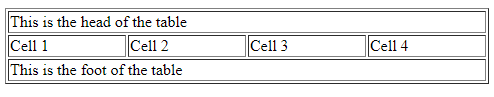 This is the head of the table
Cell 1 Cell 2 Cell 3 Cell 4
This is the foot of the table